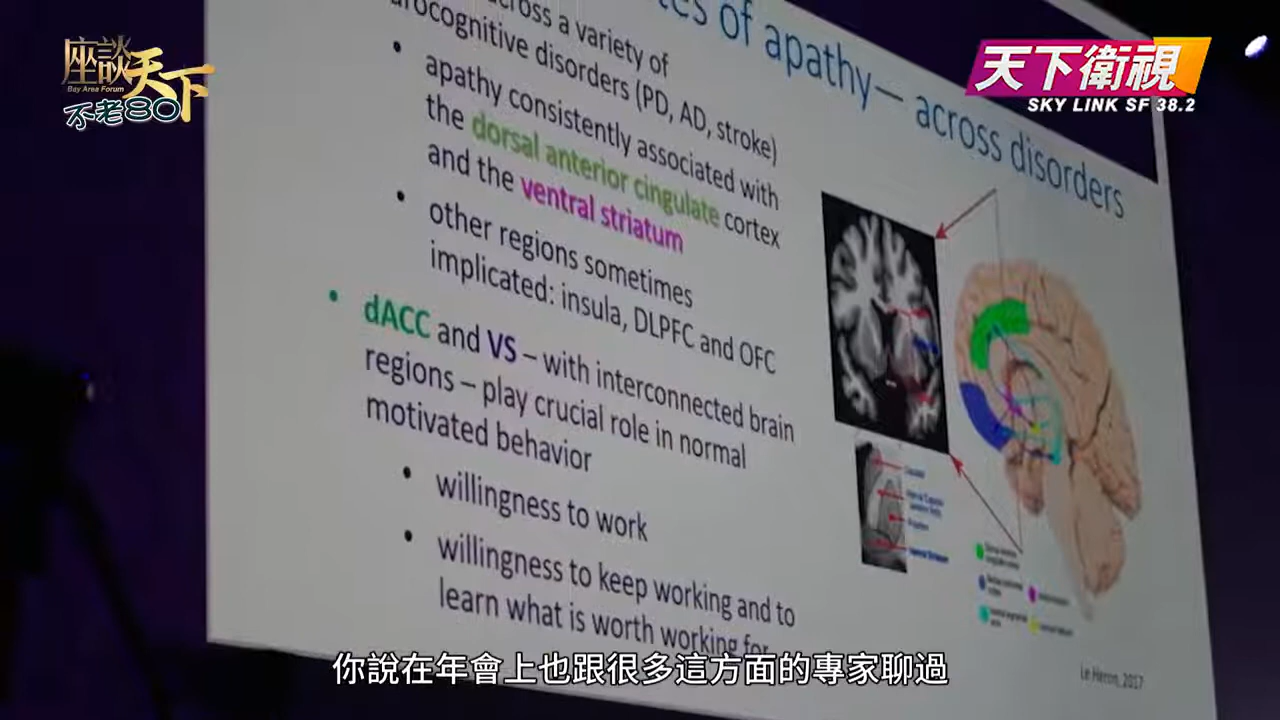 座談天下
Bay Area Forum
不老80
天下衛視
SKY LINK SF 38.2
of apathy— across disorders
across a variety of
cognitive disorders (PD, AD, stroke)
• apathy consistently associated with
the dorsal anterior cingulate cortex
and the ventral striatum
• other regions sometimes
implicated: insula, DLPFC and OFC
• dACC and VS – with interconnected brain
regions – play crucial role in normal
motivated behavior
• willingness to work
• willingness to keep working and to
learn what is worth working for
Le Heron, 2017
你說在年會上也跟很多這方面的專家聊過